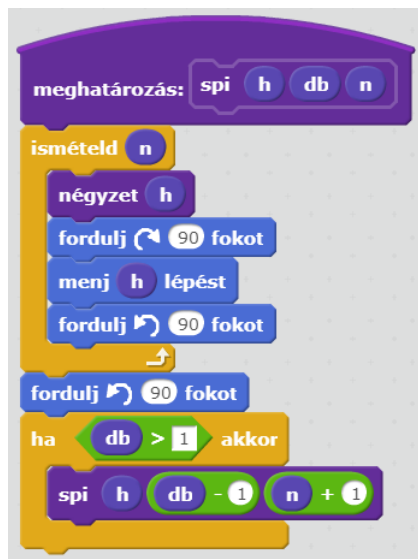 meghatározás: spi h db n
ismételd n
négyzet h
fordulj 90 fokot
menj h lépést
fordulj 90 fokot
fordulj 90 fokot
ha db > 1 akkor
spi h db - 1 n + 1